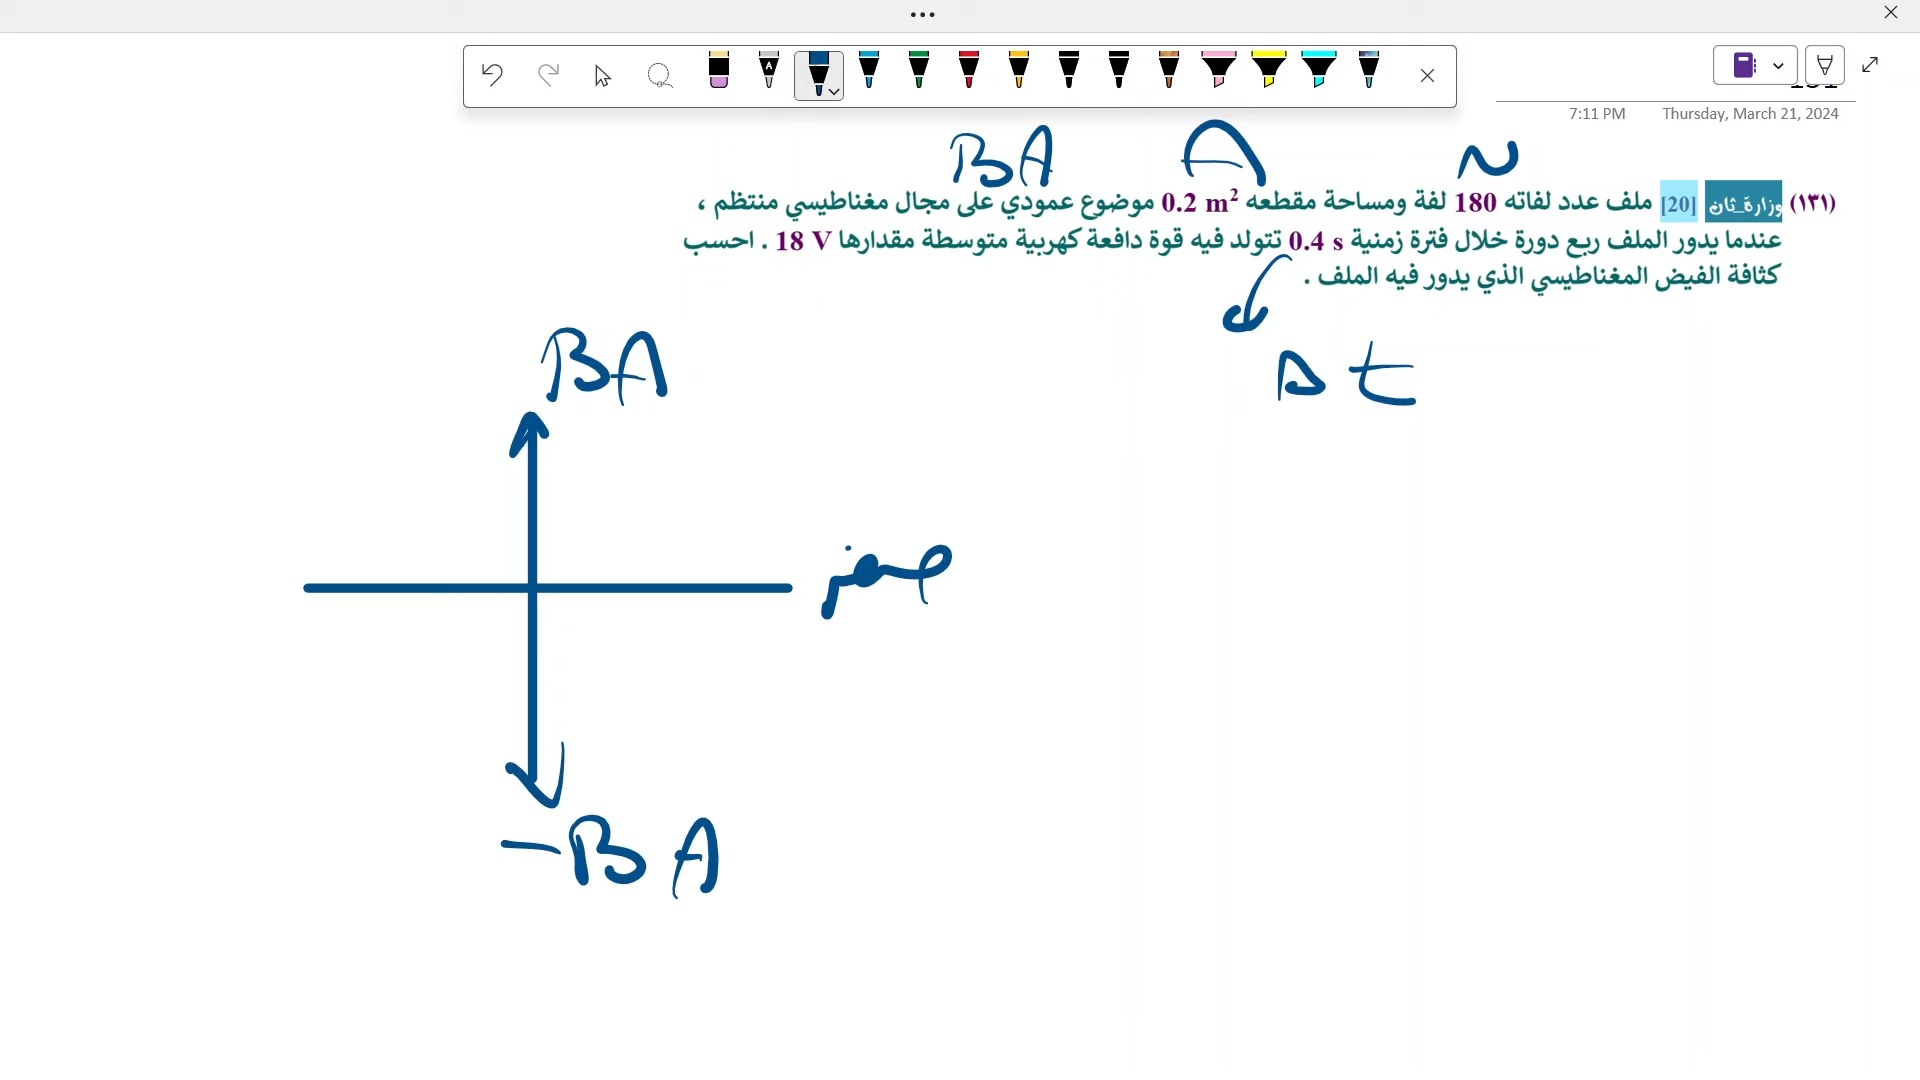 7:11 PM Thursday, March 21, 2024
BA A N
(١٣١) وزارة_ثان [20] ملف عدد لفاته 180 لفة ومساحة مقطعه 0.2 m² موضوع عمودي على مجال مغناطيسي منتظم ،
عندما يدور الملف ربع دورة خلال فترة زمنية 0.4 s تتولد فيه قوة دافعة كهربية متوسطة مقدارها 18 V . احسب
كثافة الفيض المغناطيسي الذي يدور فيه الملف .
BA
Δt
صفر
-BA